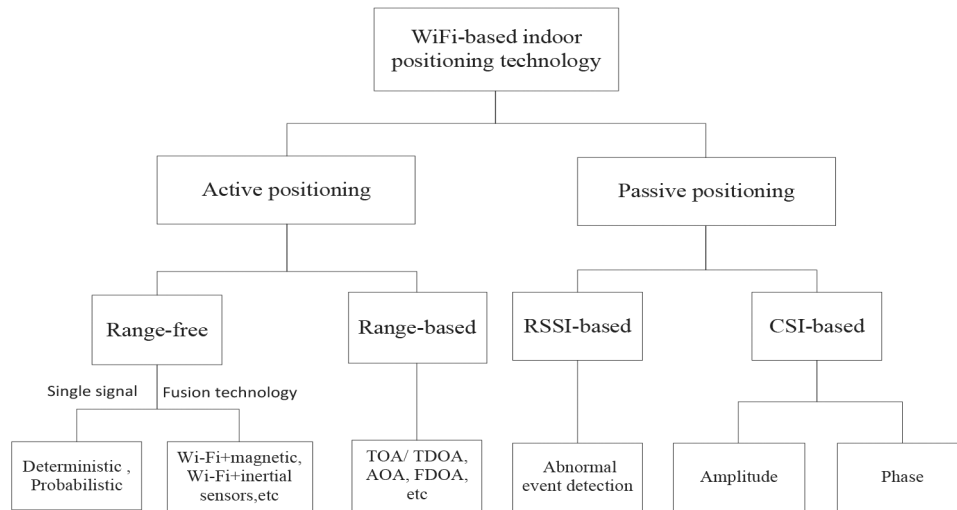 WiFi-based indoor
positioning technology
Active positioning
Passive positioning
Range-free
Range-based
RSSI-based
CSI-based
Single signal
Fusion technology
Deterministic ,
Probabilistic
Wi-Fi+magnetic,
Wi-Fi+inertial
sensors,etc
TOA/ TDOA,
AOA, FDOA,
etc
Abnormal
event detection
Amplitude
Phase